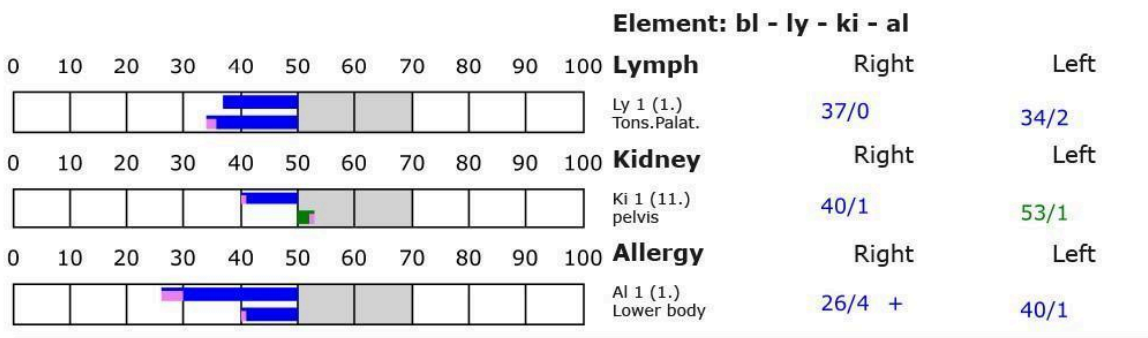 Element: bl - ly - ki - al
0 10 20 30 40 50 60 70 80 90 100 Lymph Right Left
Ly 1 (1.) 37/0 34/2
Tons.Palat.
0 10 20 30 40 50 60 70 80 90 100 Kidney Right Left
Ki 1 (11.) 40/1 53/1
pelvis
0 10 20 30 40 50 60 70 80 90 100 Allergy Right Left
Al 1 (1.) 26/4 + 40/1
Lower body